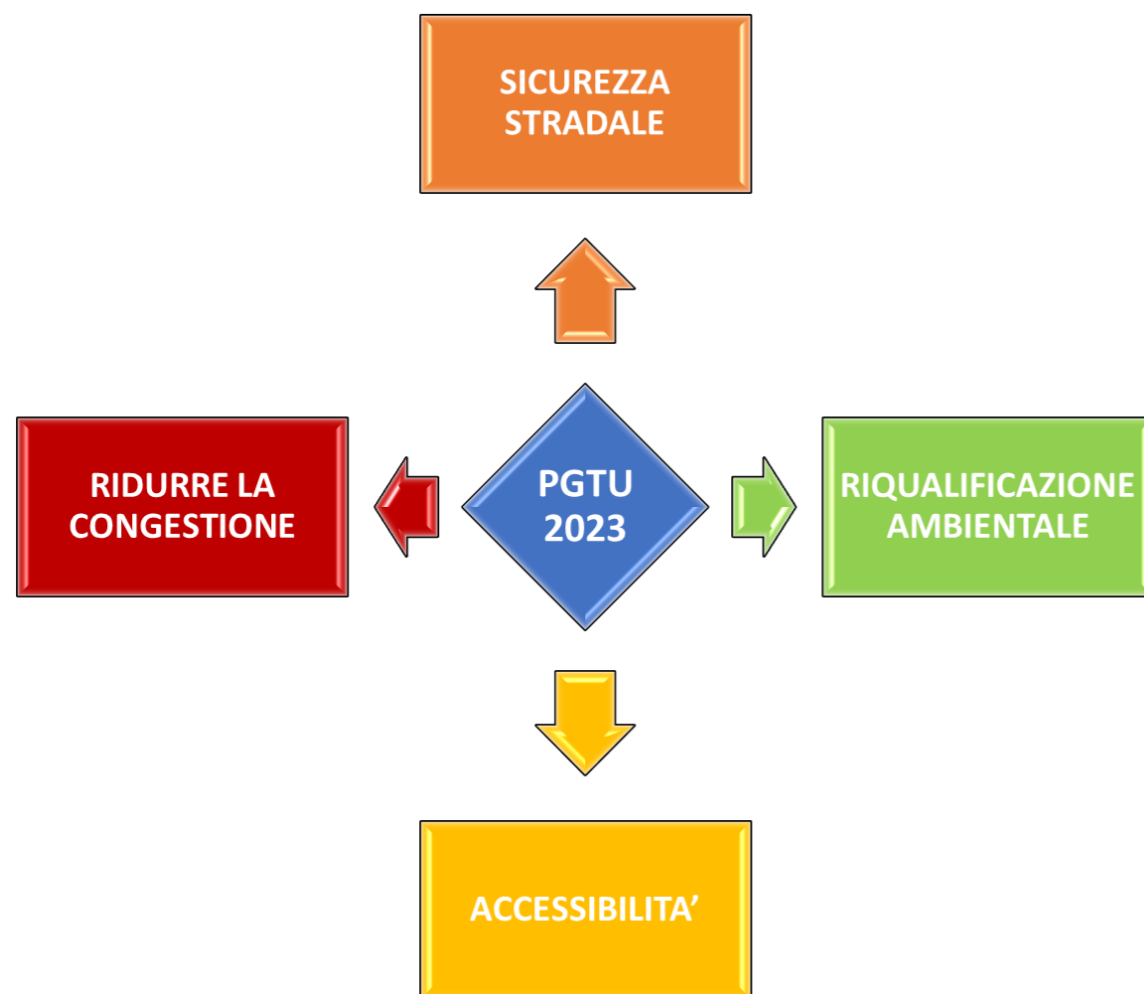 SICUREZZA
STRADALE
RIDURRE LA
CONGESTIONE
PGTU
2023
RIQUALIFICAZIONE
AMBIENTALE
ACCESSIBILITA’